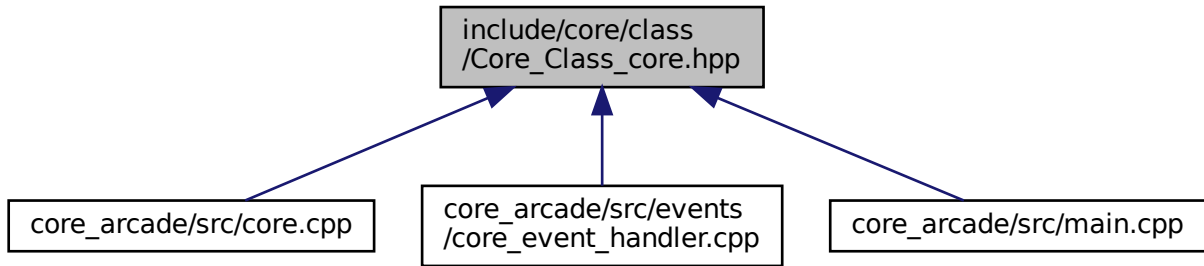 include/core/class
/Core_Class_core.hpp
core_arcade/src/core.cpp
core_arcade/src/events
/core_event_handler.cpp
core_arcade/src/main.cpp